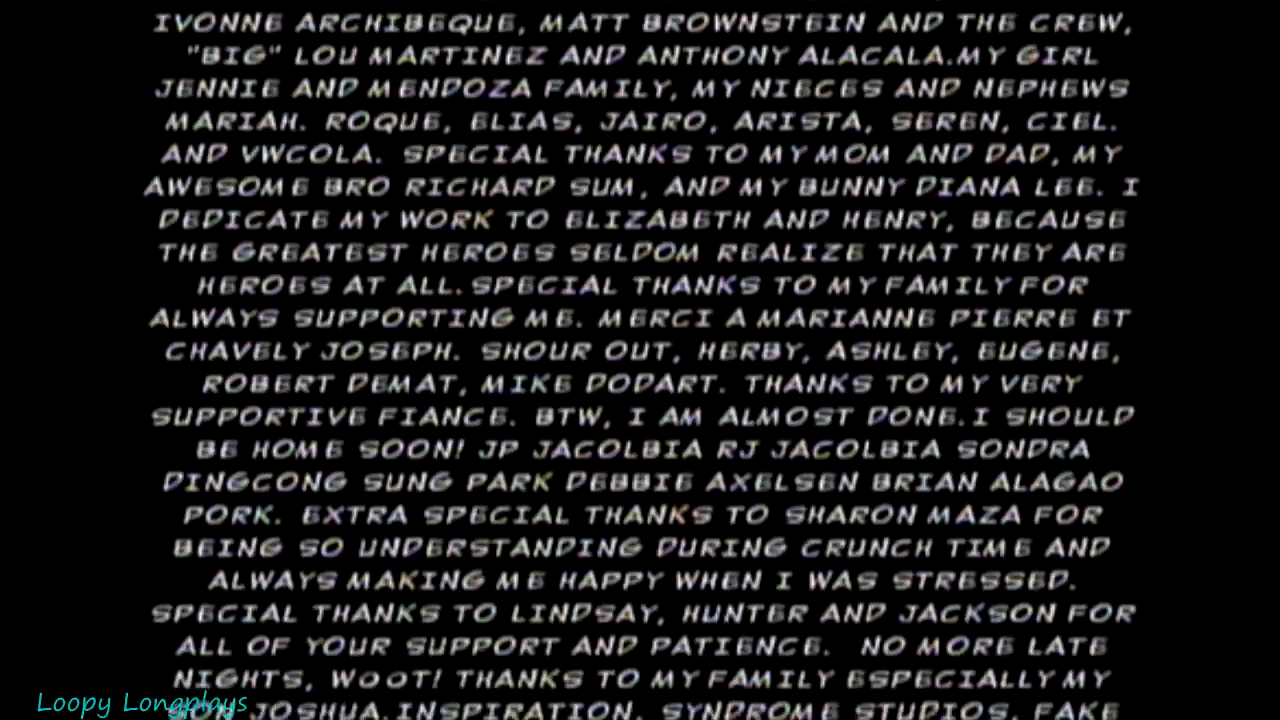 IVONNE ARCHIBEQUE, MATT BROWNSTEIN AND THE CREW,
"BIG" LOU MARTINEZ AND ANTHONY ALACALA.MY GIRL
JENNIE AND MENDOZA FAMILY, MY NIECES AND NEPHEWS
MARIAH. ROQUE, ELIAS, JAIRO, ARISTA, SEREN, CIEL.
AND VWCOLA. SPECIAL THANKS TO MY MOM AND DAD, MY
AWESOME BRO RICHARD SUM, AND MY BUNNY DIANA LEE. I
DEDICATE MY WORK TO ELIZABETH AND HENRY, BECAUSE
THE GREATEST HEROES SELDOM REALIZE THAT THEY ARE
HEROES AT ALL.SPECIAL THANKS TO MY FAMILY FOR
ALWAYS SUPPORTING ME. MERCI A MARIANNE PIERRE ET
CHAVELY JOSEPH. SHOUR OUT, HERBY, ASHLEY, EUGENE,
ROBERT DEMAT, MIKE DODART. THANKS TO MY VERY
SUPPORTIVE FIANCE. BTW, I AM ALMOST DONE.I SHOULD
BE HOME SOON! JP JACOLBIA RJ JACOLBIA SONDRA
DINGCONG SUNG PARK DEBBIE AXELSEN BRIAN ALAGAO
PORK. EXTRA SPECIAL THANKS TO SHARON MAZA FOR
BEING SO UNDERSTANDING DURING CRUNCH TIME AND
ALWAYS MAKING ME HAPPY WHEN I WAS STRESSED.
SPECIAL THANKS TO LINDSAY, HUNTER AND JACKSON FOR
ALL OF YOUR SUPPORT AND PATIENCE. NO MORE LATE
NIGHTS, WOOT! THANKS TO MY FAMILY ESPECIALLY MY
SON JOSHUA.INSPIRATION, SYNDROME STUDIOS, FAKE
Loopy Longplays